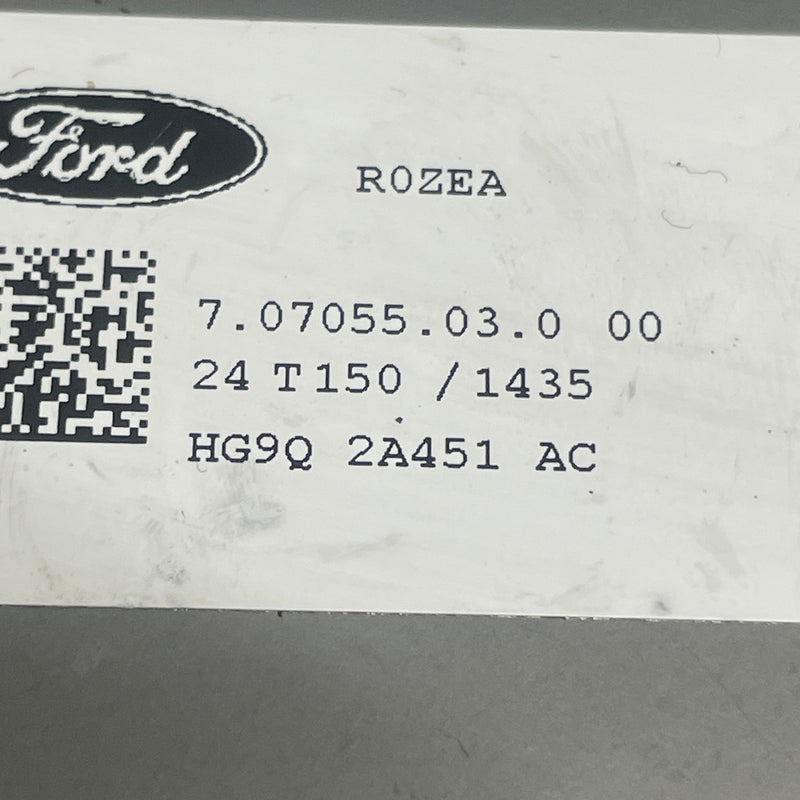 Ford
R0ZEA
7.07055.03.0 00
24 T150 /1435
HG9Q 2A451 AC